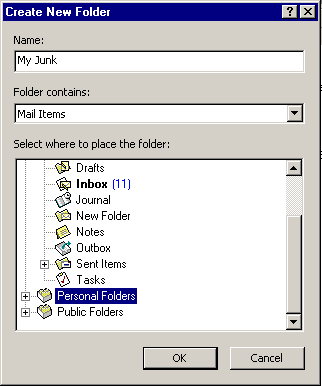 Create New Folder
Name:
My Junk
Folder contains:
Mail Items
Select where to place the folder:
Drafts
Inbox (11)
Journal
New Folder
Notes
Outbox
Sent Items
Tasks
Personal Folders
Public Folders
OK
Cancel